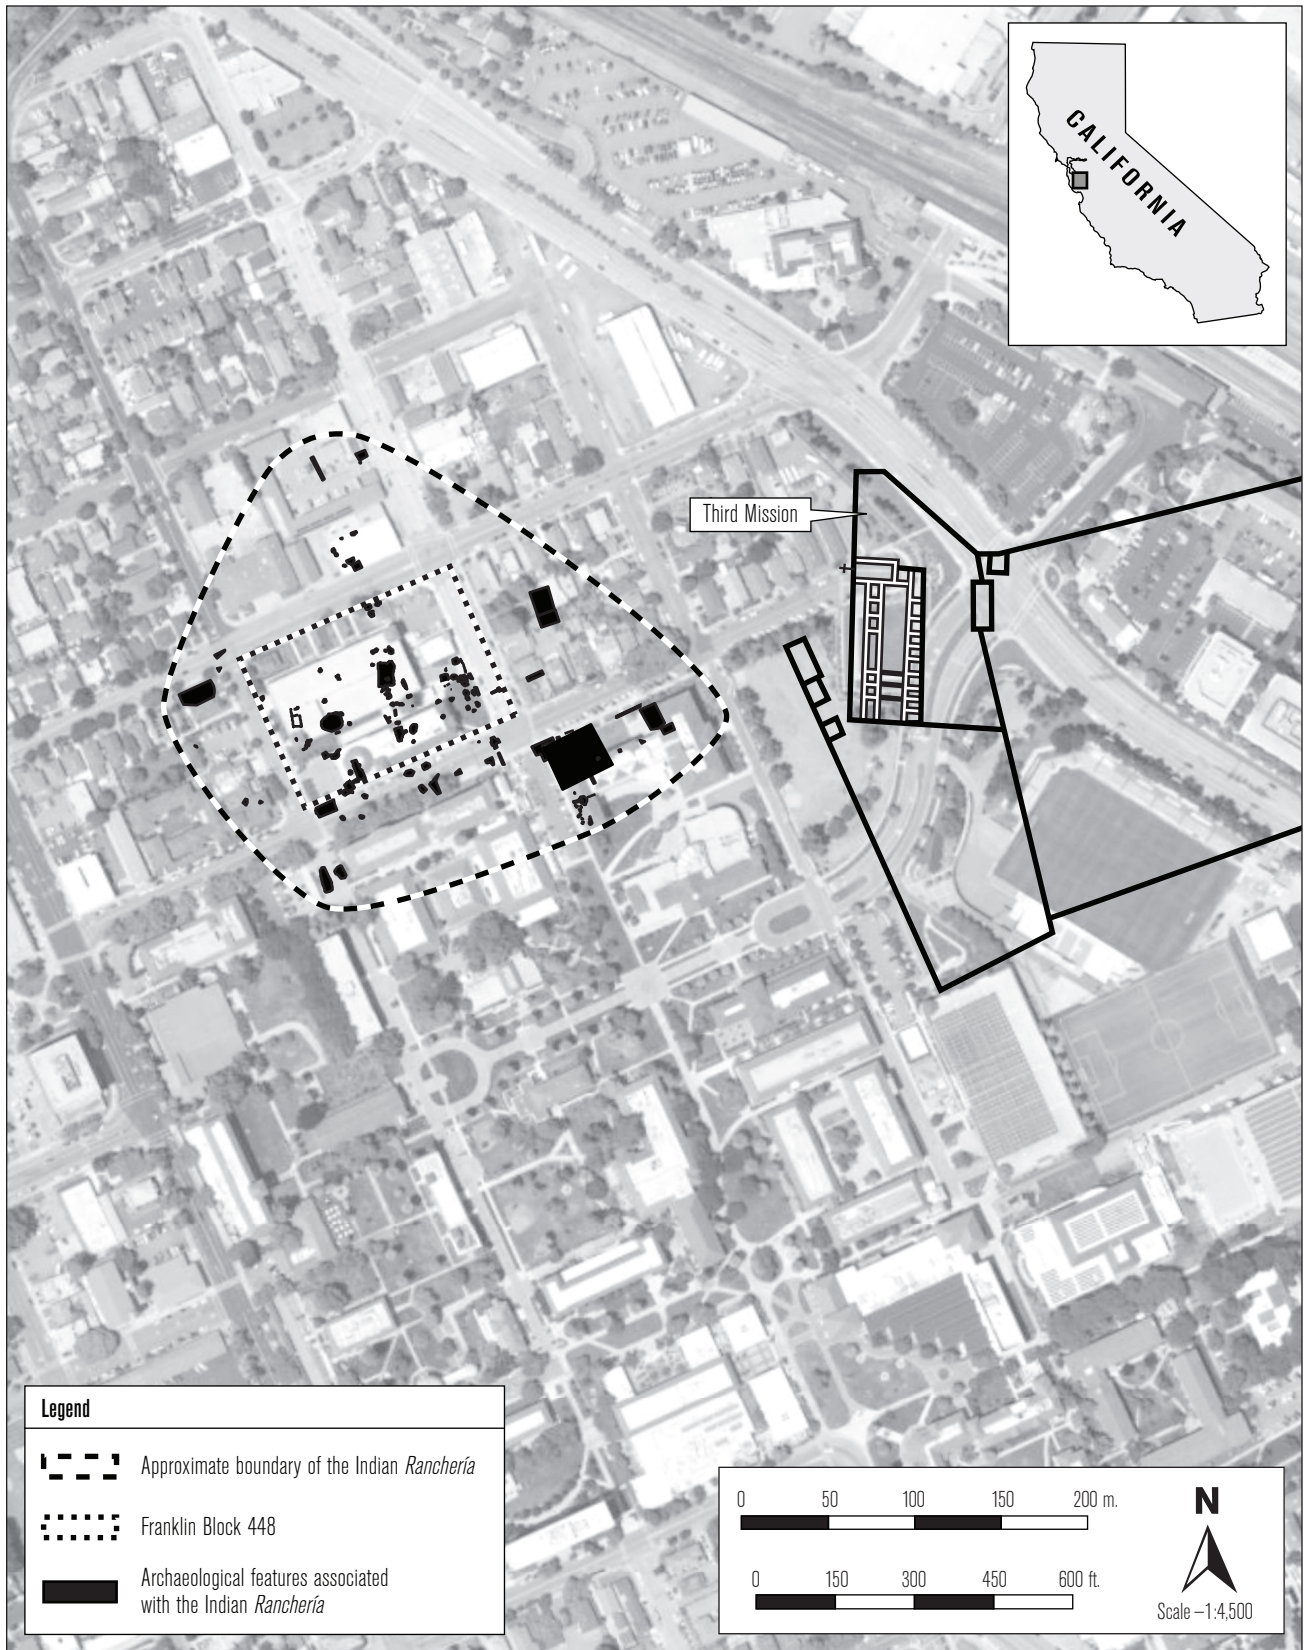 CALIFORNIA
Third Mission
Legend
Approximate boundary of the Indian Ranchería
Franklin Block 448
Archaeological features associated
with the Indian Ranchería
0 50 100 150 200 m.
0 150 300 450 600 ft.
N
Scale –1:4,500